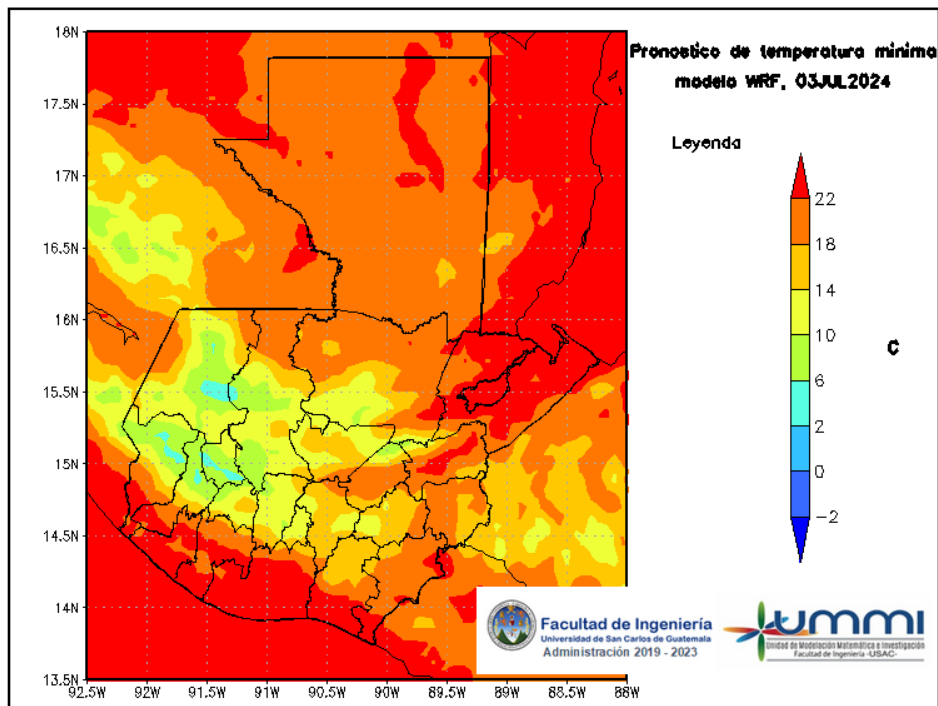 Pronostico de temperatura minima
modelo WRF, 03JUL2024
Leyenda
22
18
14
10
6
2
0
-2
C
18N
17.5N
17N
16.5N
16N
15.5N
15N
14.5N
14N
13.5N
92.5W 92W 91.5W 91W 90.5W 90W 89.5W 89W 88.5W 88W
Facultad de Ingeniería
Universidad de San Carlos de Guatemala
Administración 2019 - 2023
ummi
Unidad de Modelación Matemática e Investigación
Facultad de Ingeniería -USAC-